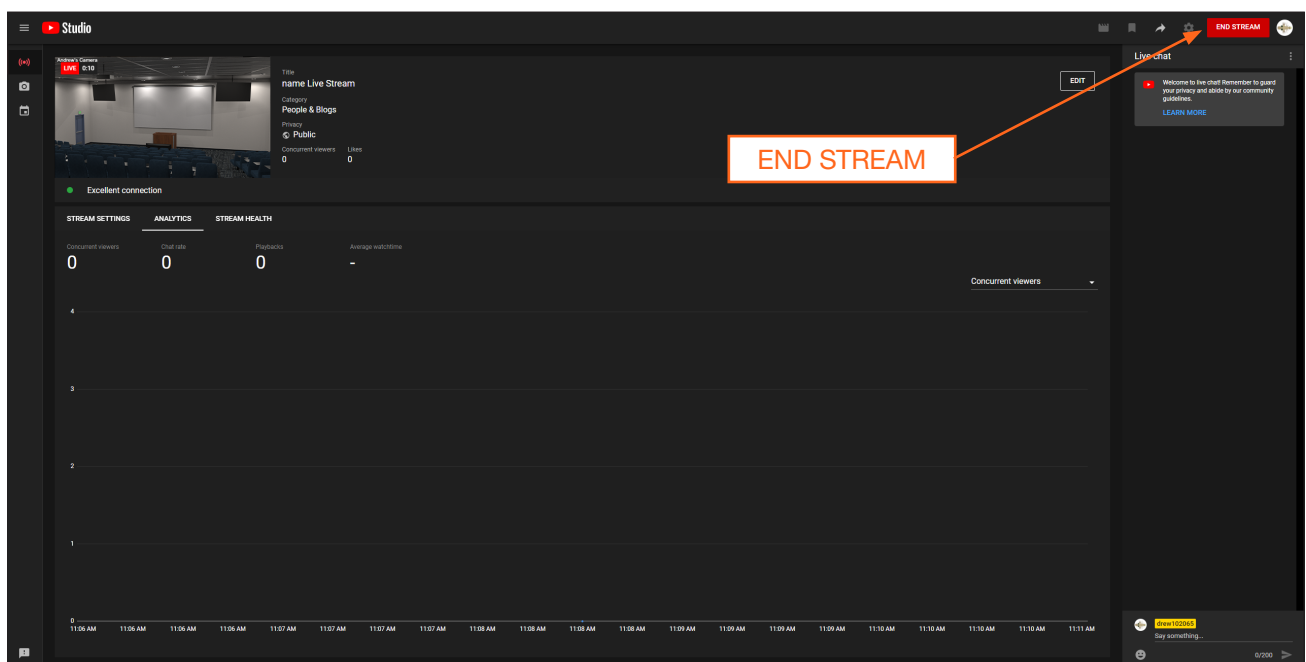 Studio
END STREAM
Andrew's Camera
LIVE 0:10
Title
name Live Stream
Category
People & Blogs
Privacy
Public
Concurrent viewers Likes
0 0
EDIT
END STREAM
Excellent connection
STREAM SETTINGS ANALYTICS STREAM HEALTH
Concurrent viewers Chat rate Playbacks Average watchtime
0 0 0 -
Concurrent viewers
4
3
2
1
0
11:06 AM 11:06 AM 11:06 AM 11:06 AM 11:07 AM 11:07 AM 11:07 AM 11:07 AM 11:08 AM 11:08 AM 11:08 AM 11:08 AM 11:09 AM 11:09 AM 11:09 AM 11:09 AM 11:10 AM 11:10 AM 11:10 AM 11:10 AM 11:11 AM
Live chat
Welcome to live chat! Remember to guard
your privacy and abide by our community
guidelines.
LEARN MORE
drew102065
Say something...
0/200